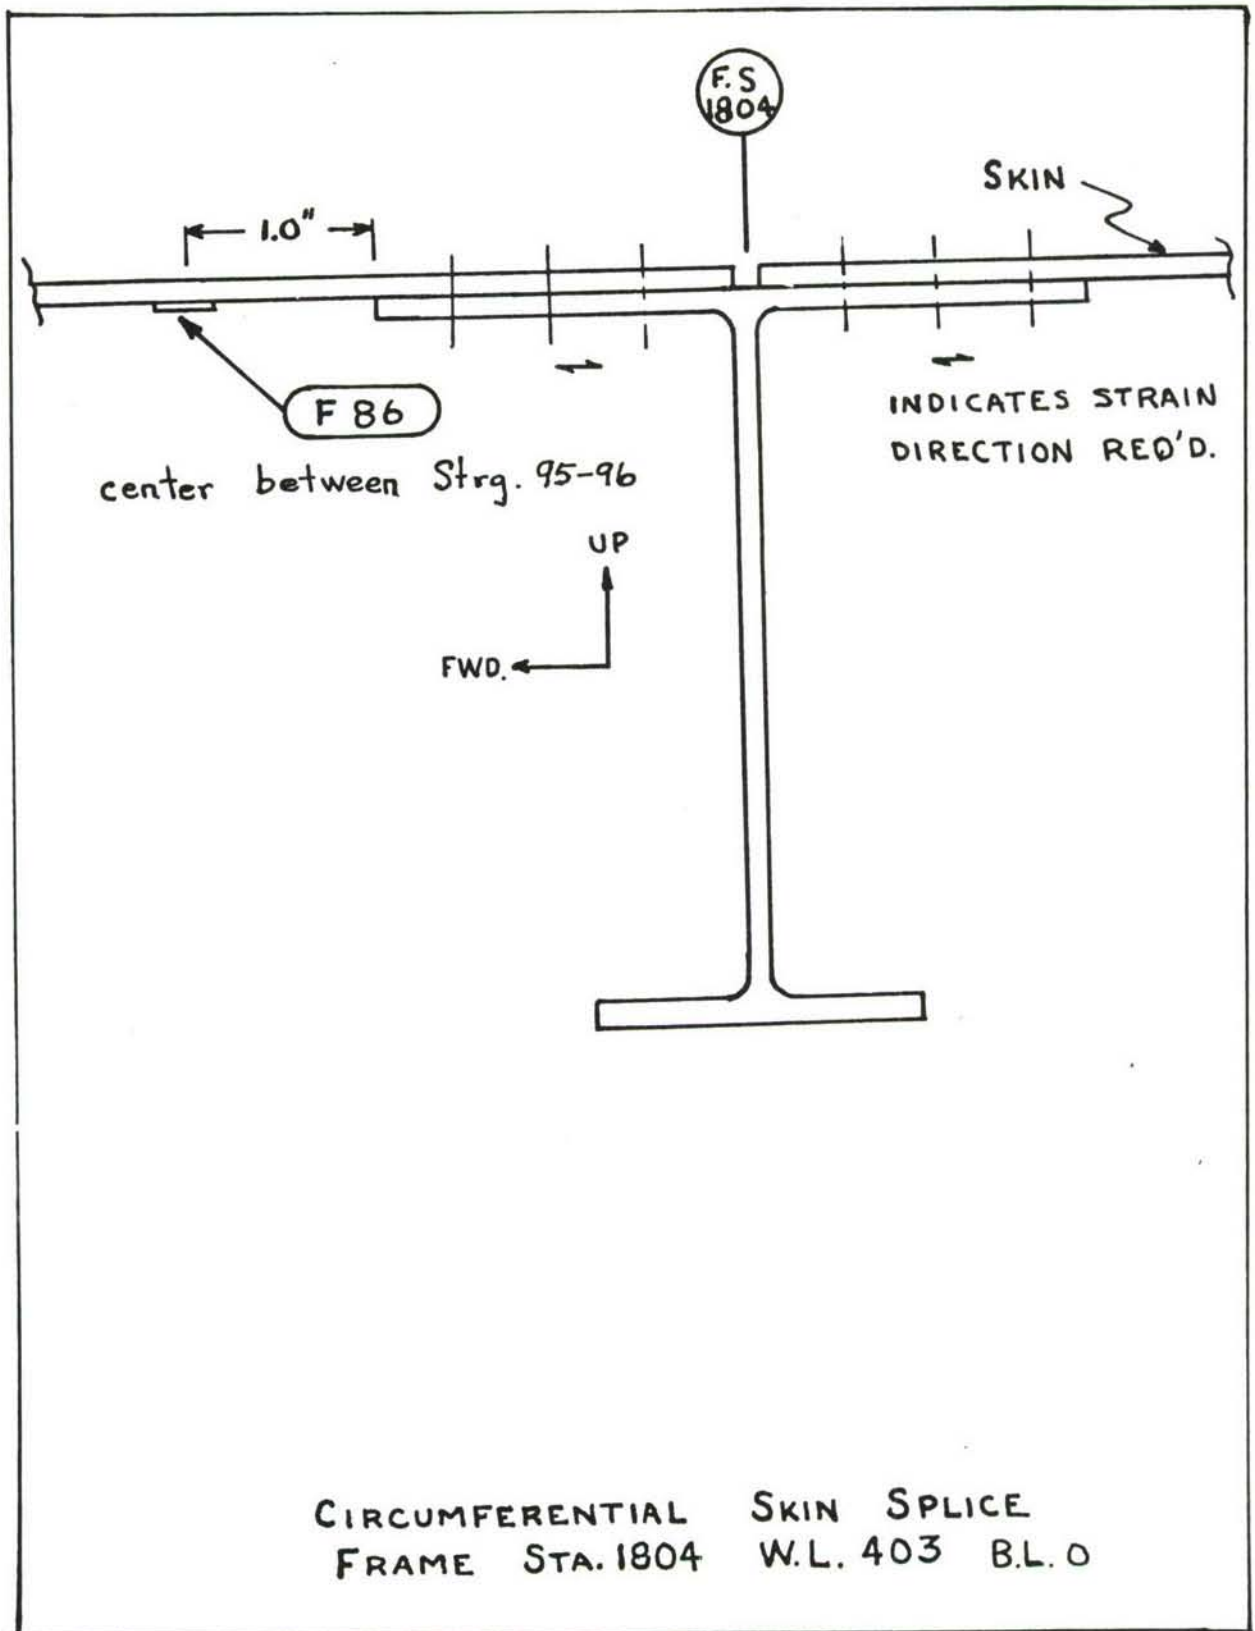 F.S
1804
SKIN
1.0"
F 86
INDICATES STRAIN
DIRECTION REQ'D.
center between Strg. 95-96
UP
FWD.
CIRCUMFERENTIAL SKIN SPLICE
FRAME STA. 1804 W.L. 403 B.L. 0